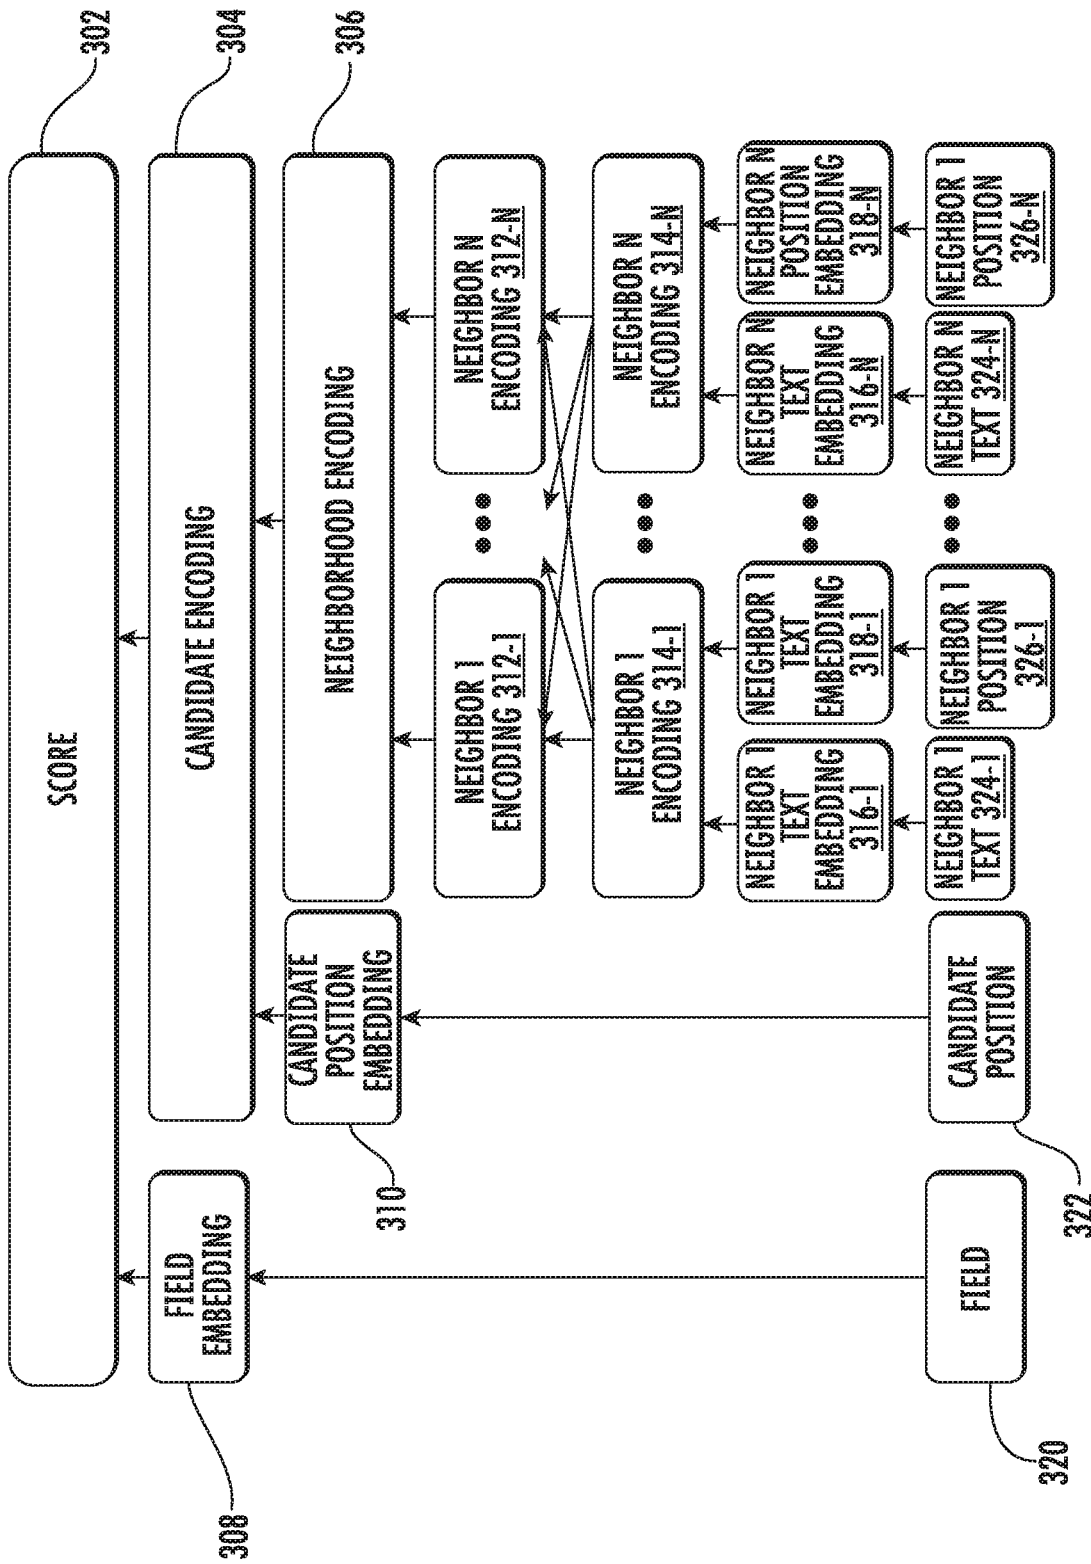 302
SCORE
304
CANDIDATE ENCODING
306
NEIGHBORHOOD ENCODING
308
FIELD
EMBEDDING
310
CANDIDATE
POSITION
EMBEDDING
NEIGHBOR 1
ENCODING 312-1
NEIGHBOR N
ENCODING 312-N
NEIGHBOR 1
ENCODING 314-1
NEIGHBOR N
ENCODING 314-N
NEIGHBOR 1
TEXT
EMBEDDING
316-1
NEIGHBOR 1
TEXT
EMBEDDING
318-1
NEIGHBOR N
TEXT
EMBEDDING
316-N
NEIGHBOR N
POSITION
EMBEDDING
318-N
320
FIELD
322
CANDIDATE
POSITION
NEIGHBOR 1
TEXT 324-1
NEIGHBOR 1
POSITION
326-1
NEIGHBOR N
TEXT 324-N
NEIGHBOR 1
POSITION
326-N